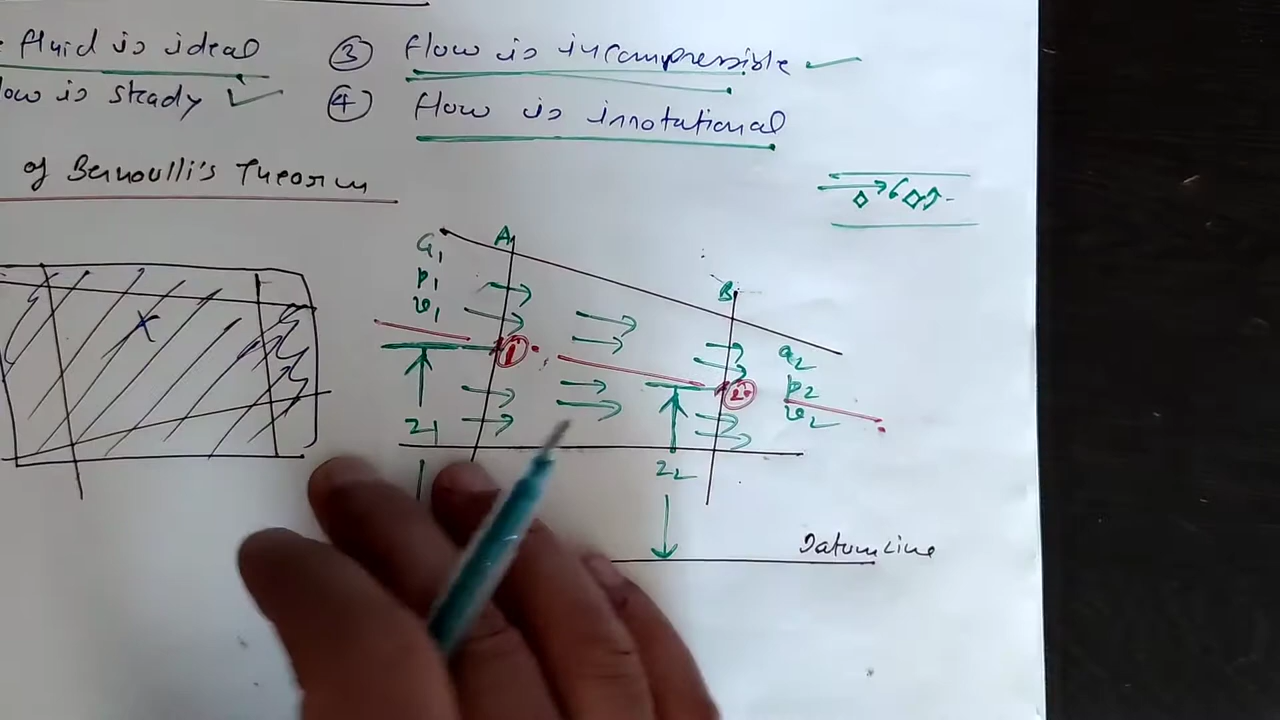 fluid is ideal
③ flow is incompressible
low is steady
④ flow is irrotational
of Bernoulli's Theorem
A
a1
p1
v1
B
1
a2
p2
v2
2
z1
z2
Datum Line